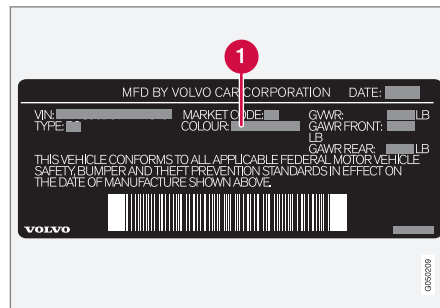 1
MFD BY VOLVO CAR CORPORATION DATE:
VIN: MARKET CODE: GVWR: LB
TYPE: COLOUR: GAWR FRONT: LB
GAWR REAR: LB
THIS VEHICLE CONFORMS TO ALL APPLICABLE FEDERAL MOTOR VEHICLE
SAFETY, BUMPER AND THEFT PREVENTION STANDARDS IN EFFECT ON
THE DATE OF MANUFACTURE SHOWN ABOVE.
VOLVO
G050209